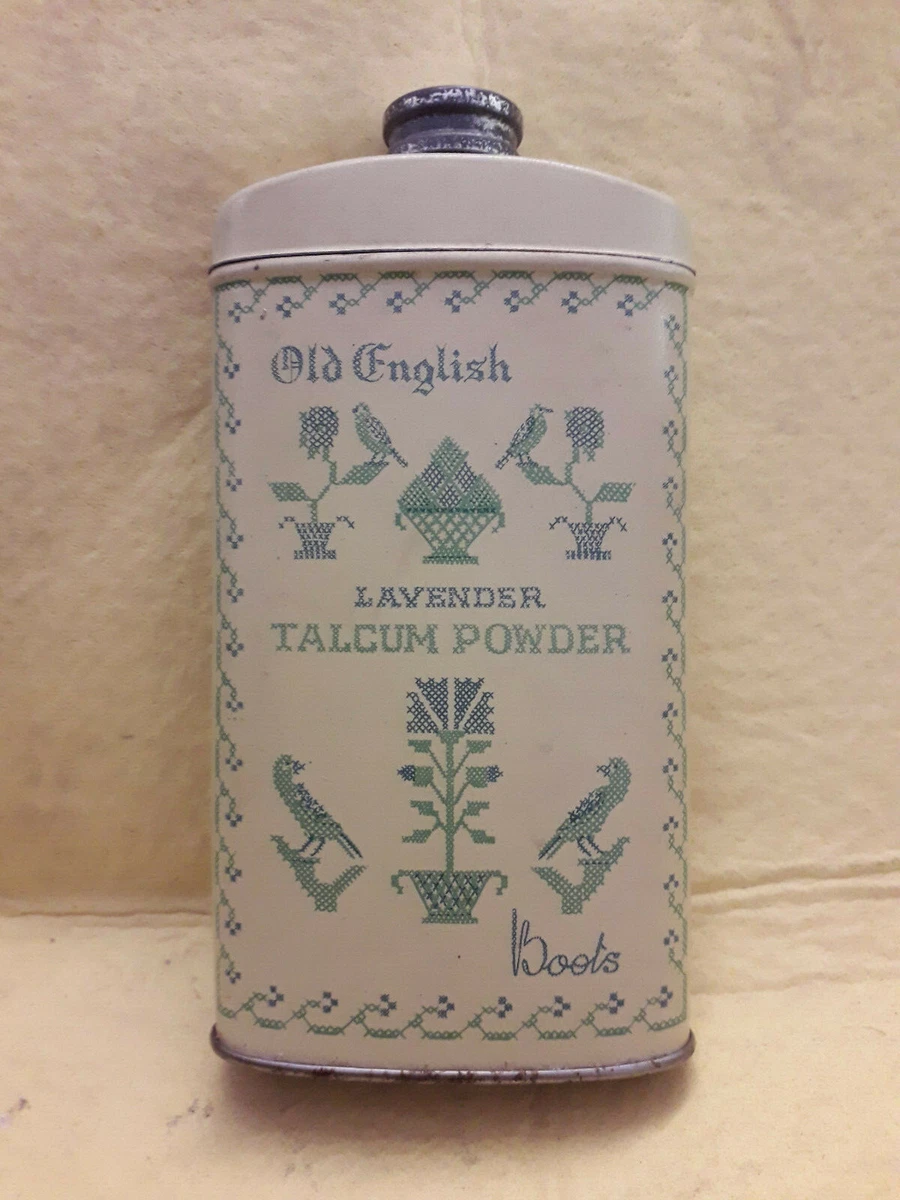 Old English
LAVENDER
TALCUM POWDER
Boots